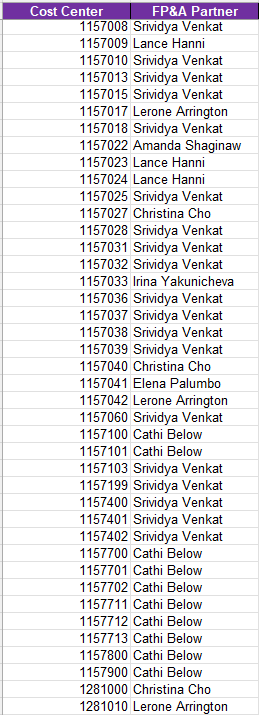 Cost Center FP&A Partner
1157008 Srividya Venkat
1157009 Lance Hanni
1157010 Srividya Venkat
1157013 Srividya Venkat
1157015 Srividya Venkat
1157017 Lerone Arrington
1157018 Srividya Venkat
1157022 Amanda Shaginaw
1157023 Lance Hanni
1157024 Lance Hanni
1157025 Srividya Venkat
1157027 Christina Cho
1157028 Srividya Venkat
1157031 Srividya Venkat
1157032 Srividya Venkat
1157033 Irina Yakunicheva
1157036 Srividya Venkat
1157037 Srividya Venkat
1157038 Srividya Venkat
1157039 Srividya Venkat
1157040 Christina Cho
1157041 Elena Palumbo
1157042 Lerone Arrington
1157060 Srividya Venkat
1157100 Cathi Below
1157101 Cathi Below
1157103 Srividya Venkat
1157199 Srividya Venkat
1157400 Srividya Venkat
1157401 Srividya Venkat
1157402 Srividya Venkat
1157700 Cathi Below
1157701 Cathi Below
1157702 Cathi Below
1157711 Cathi Below
1157712 Cathi Below
1157713 Cathi Below
1157800 Cathi Below
1157900 Cathi Below
1281000 Christina Cho
1281010 Lerone Arrington